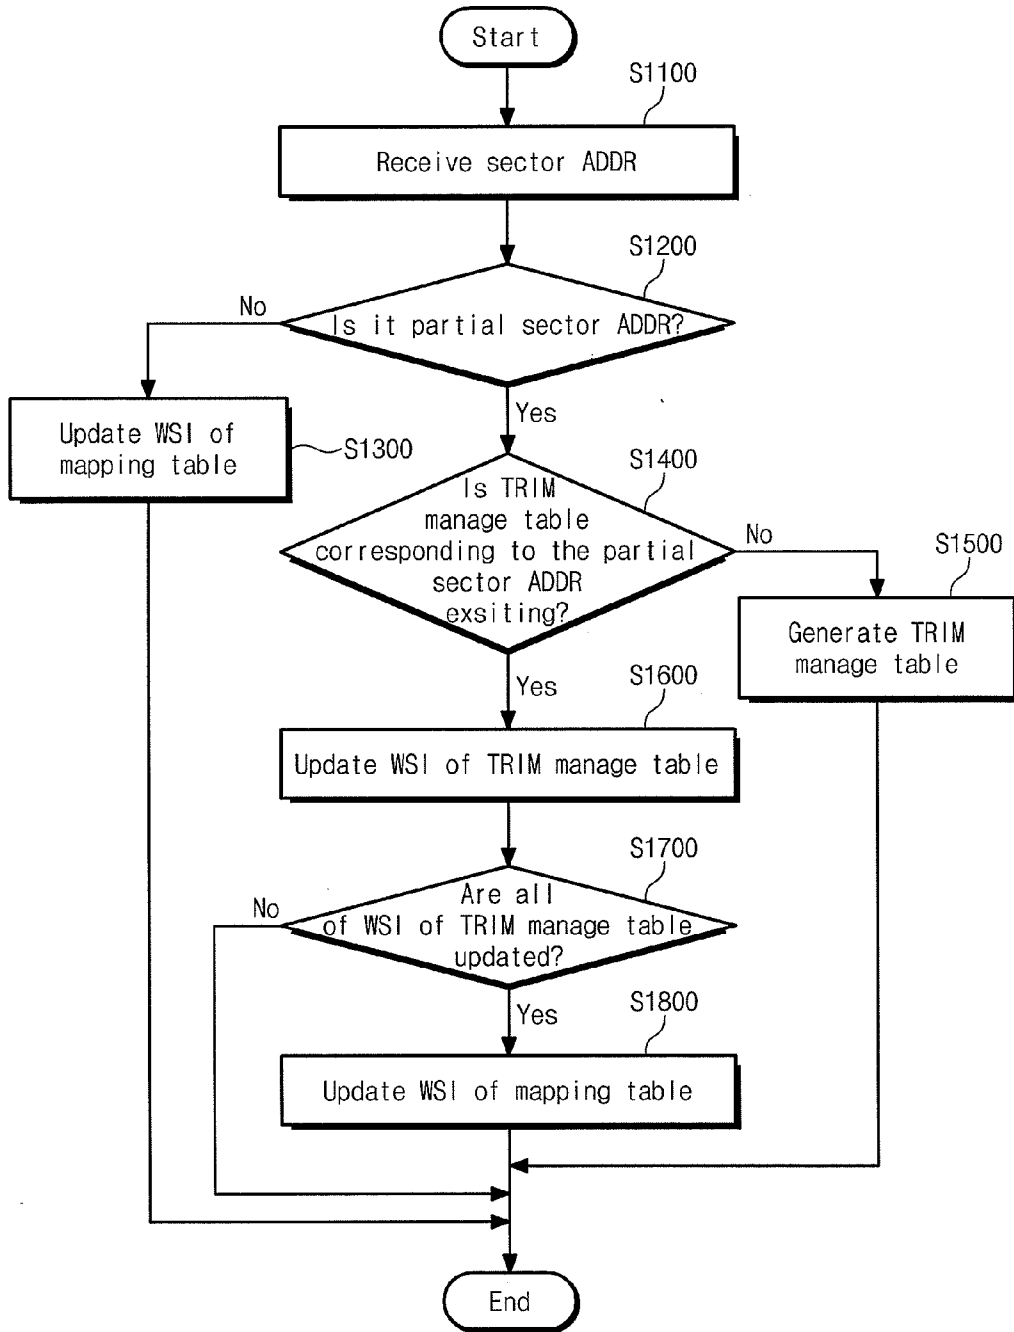 Start
S1100
Receive sector ADDR
S1200
No
Is it partial sector ADDR?
Yes
Update WSI of
mapping table
S1300
S1400
Is TRIM
manage table
corresponding to the partial
sector ADDR
exsiting?
No
S1500
Generate TRIM
manage table
Yes
S1600
Update WSI of TRIM manage table
S1700
No
Are all
of WSI of TRIM manage table
updated?
Yes
S1800
Update WSI of mapping table
End